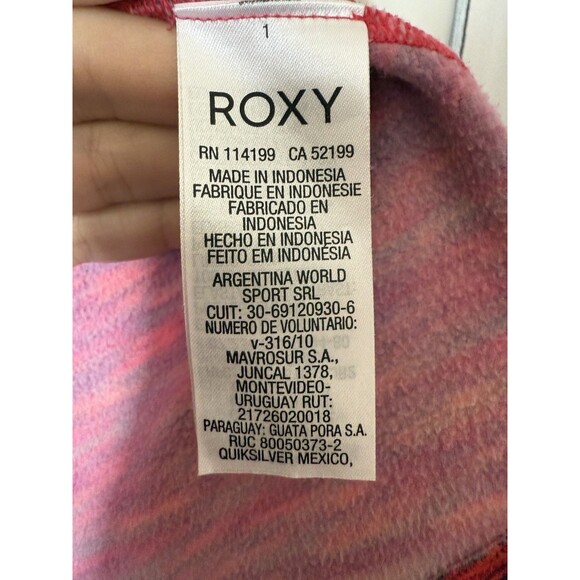 1
ROXY
RN 114199 CA 52199
MADE IN INDONESIA
FABRIQUE EN INDONESIE
FABRICADO EN
INDONESIA
HECHO EN INDONESIA
FEITO EM INDONÉSIA
ARGENTINA WORLD
SPORT SRL
CUIT: 30-69120930-6
NUMERO DE VOLUNTARIO:
v-316/10
MAVROSUR S.A.,
JUNCAL 1378,
MONTEVIDEO-
URUGUAY RUT:
21726020018
PARAGUAY: GUATA PORA S.A.
RUC 80050373-2
QUIKSILVER MEXICO,